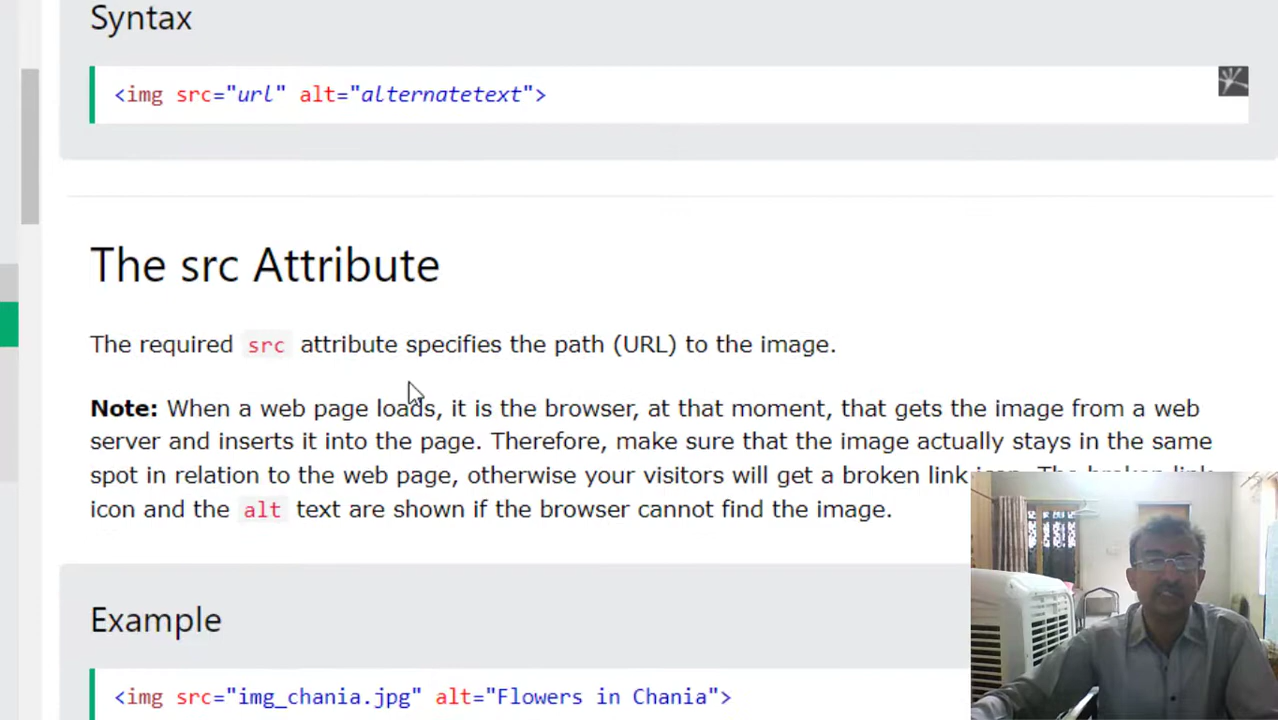 Syntax
<img src="url" alt="alternatetext">
The src Attribute
The required src attribute specifies the path (URL) to the image.
Note: When a web page loads, it is the browser, at that moment, that gets the image from a web
server and inserts it into the page. Therefore, make sure that the image actually stays in the same
spot in relation to the web page, otherwise your visitors will get a broken link icon. The broken link
icon and the alt text are shown if the browser cannot find the image.
Example
<img src="img_chania.jpg" alt="Flowers in Chania">